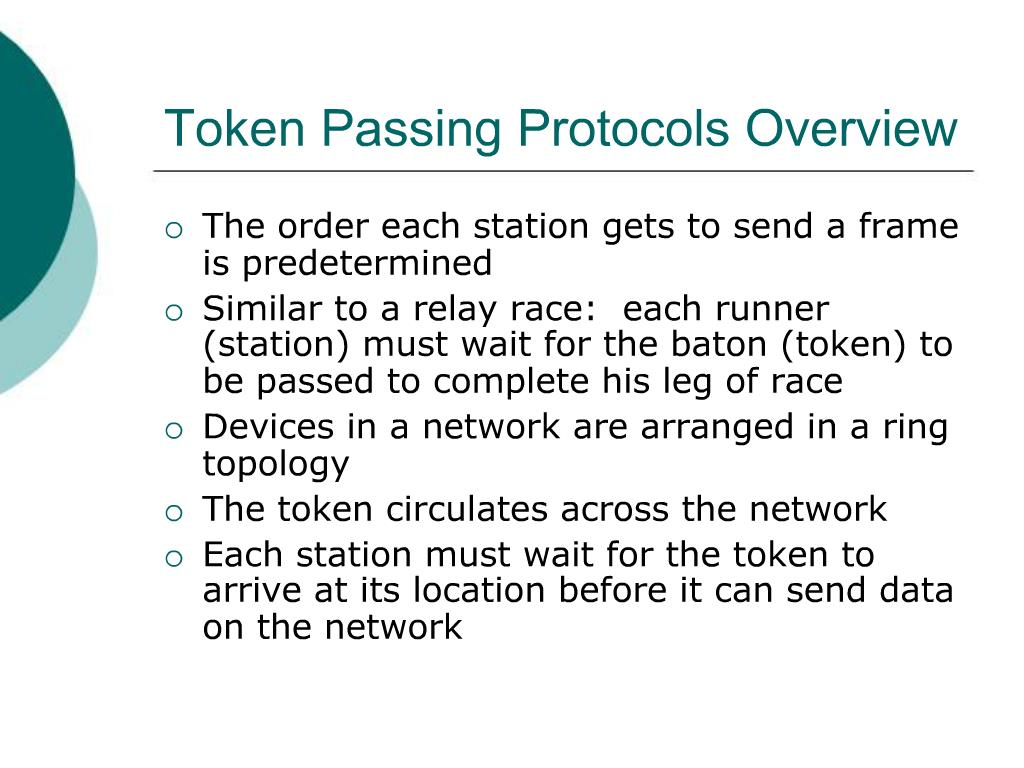 Token Passing Protocols Overview
The order each station gets to send a frame
is predetermined
Similar to a relay race:  each runner
(station) must wait for the baton (token) to
be passed to complete his leg of race
Devices in a network are arranged in a ring
topology
The token circulates across the network
Each station must wait for the token to
arrive at its location before it can send data
on the network